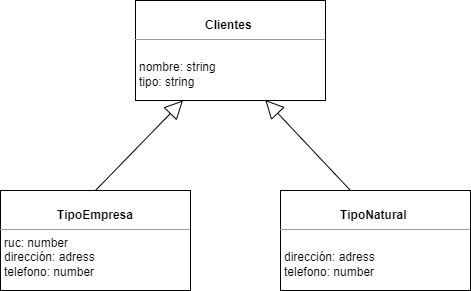 Clientes
nombre: string
tipo: string
TipoEmpresa
ruc: number
dirección: adress
telefono: number
TipoNatural
dirección: adress
telefono: number